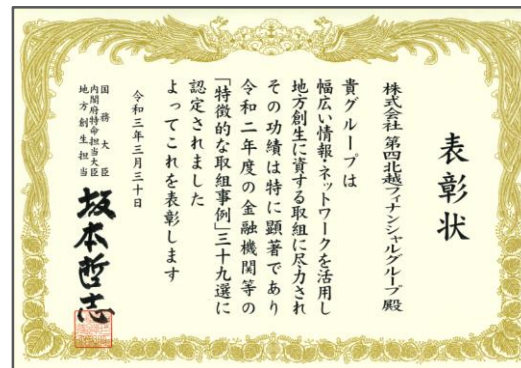 表彰状
株式会社 第四北越フィナンシャルグループ 殿
貴グループは
幅広い情報・ネットワークを活用し
地方創生に資する取組に尽力され
その功績は特に顕著であり
令和二年度の金融機関等の
「特徴的な取組事例」三十九選に
認定されました
よってこれを表彰します
令和三年三月三十日
国務大臣
内閣府特命担当大臣
地方創生担当
坂本哲志